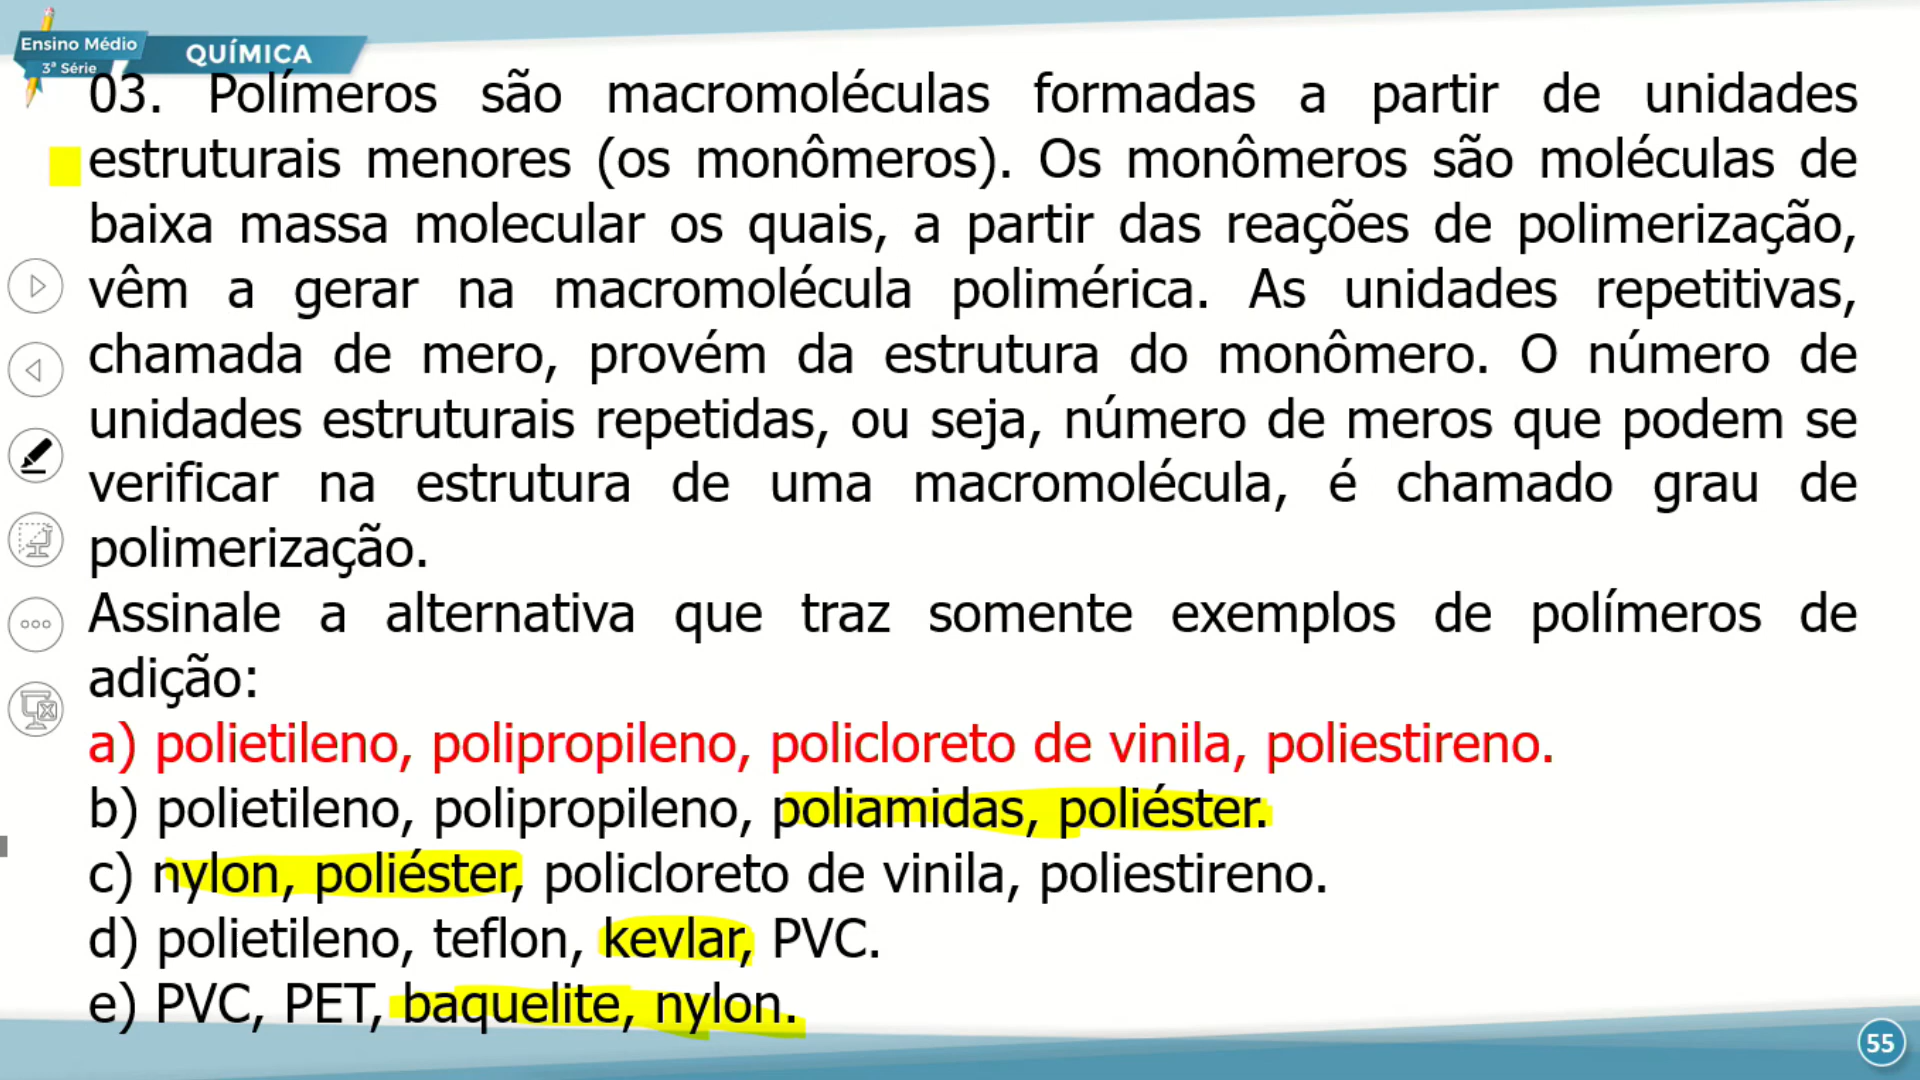 Ensino Médio
3ª Série
QUÍMICA
03. Polímeros são macromoléculas formadas a partir de unidades
estruturais menores (os monômeros). Os monômeros são moléculas de
baixa massa molecular os quais, a partir das reações de polimerização,
vêm a gerar na macromolécula polimérica. As unidades repetitivas,
chamada de mero, provém da estrutura do monômero. O número de
unidades estruturais repetidas, ou seja, número de meros que podem se
verificar na estrutura de uma macromolécula, é chamado grau de
polimerização.
Assinale a alternativa que traz somente exemplos de polímeros de
adição:
a) polietileno, polipropileno, policloreto de vinila, poliestireno.
b) polietileno, polipropileno, poliamidas, poliéster.
c) nylon, poliéster, policloreto de vinila, poliestireno.
d) polietileno, teflon, kevlar, PVC.
e) PVC, PET, baquelite, nylon.
55